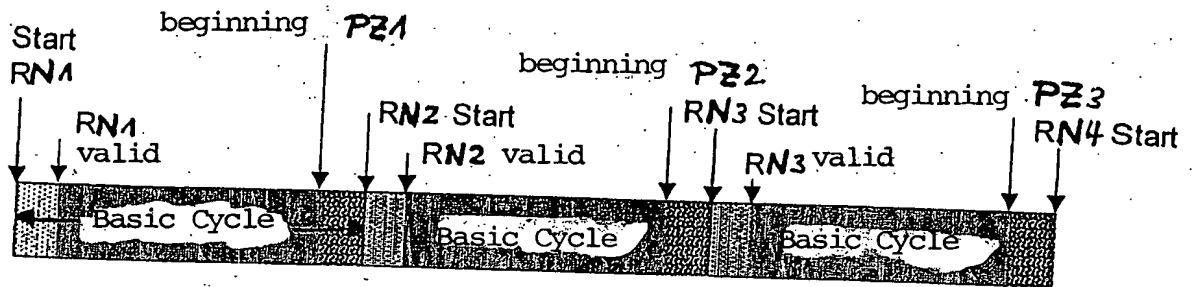 Start
RN1
RN1
valid
beginning PZ1
RN2 Start
RN2 valid
beginning PZ2
RN3 Start
RN3 valid
beginning PZ3
RN4 Start
Basic Cycle
Basic Cycle
Basic Cycle